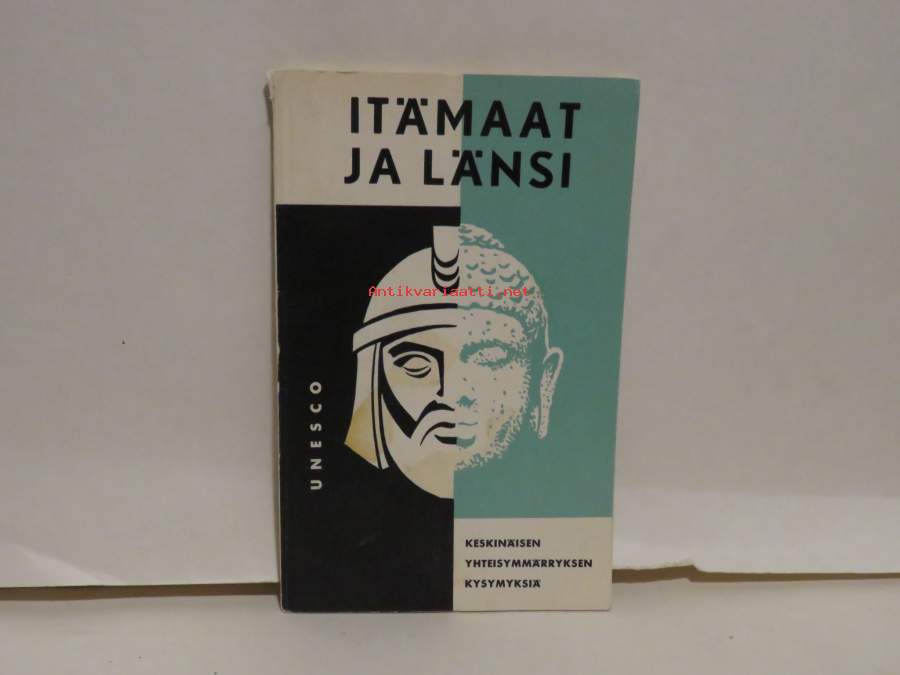 ITÄMAAT
JA LÄNSI
Antikvariaatti.net
UNESCO
KESKINÄISEN
YHTEISYMMÄRRYKSEN
KYSYMYKSIÄ